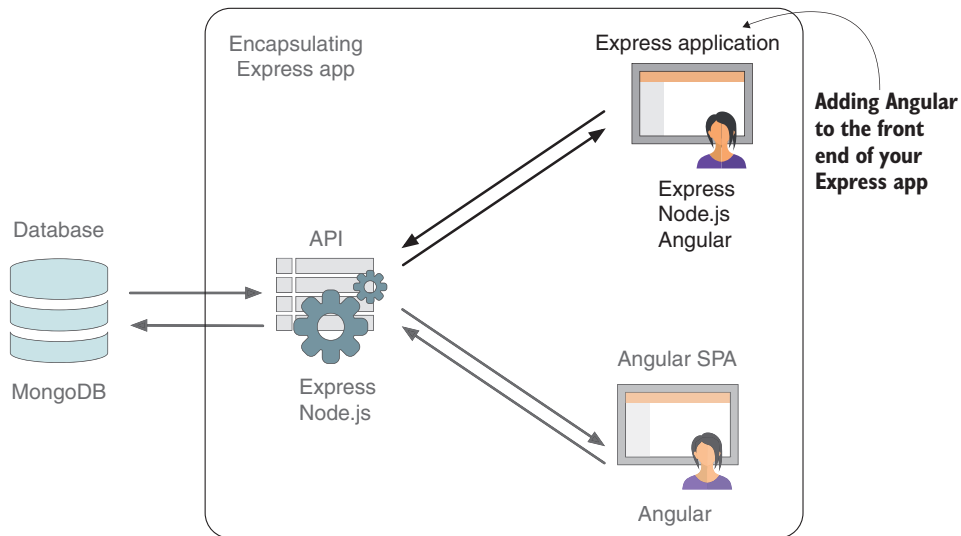 Encapsulating
Express app
Express application
Adding Angular
to the front
end of your
Express app
Express
Node.js
Angular
Database
API
MongoDB
Express
Node.js
Angular SPA
Angular